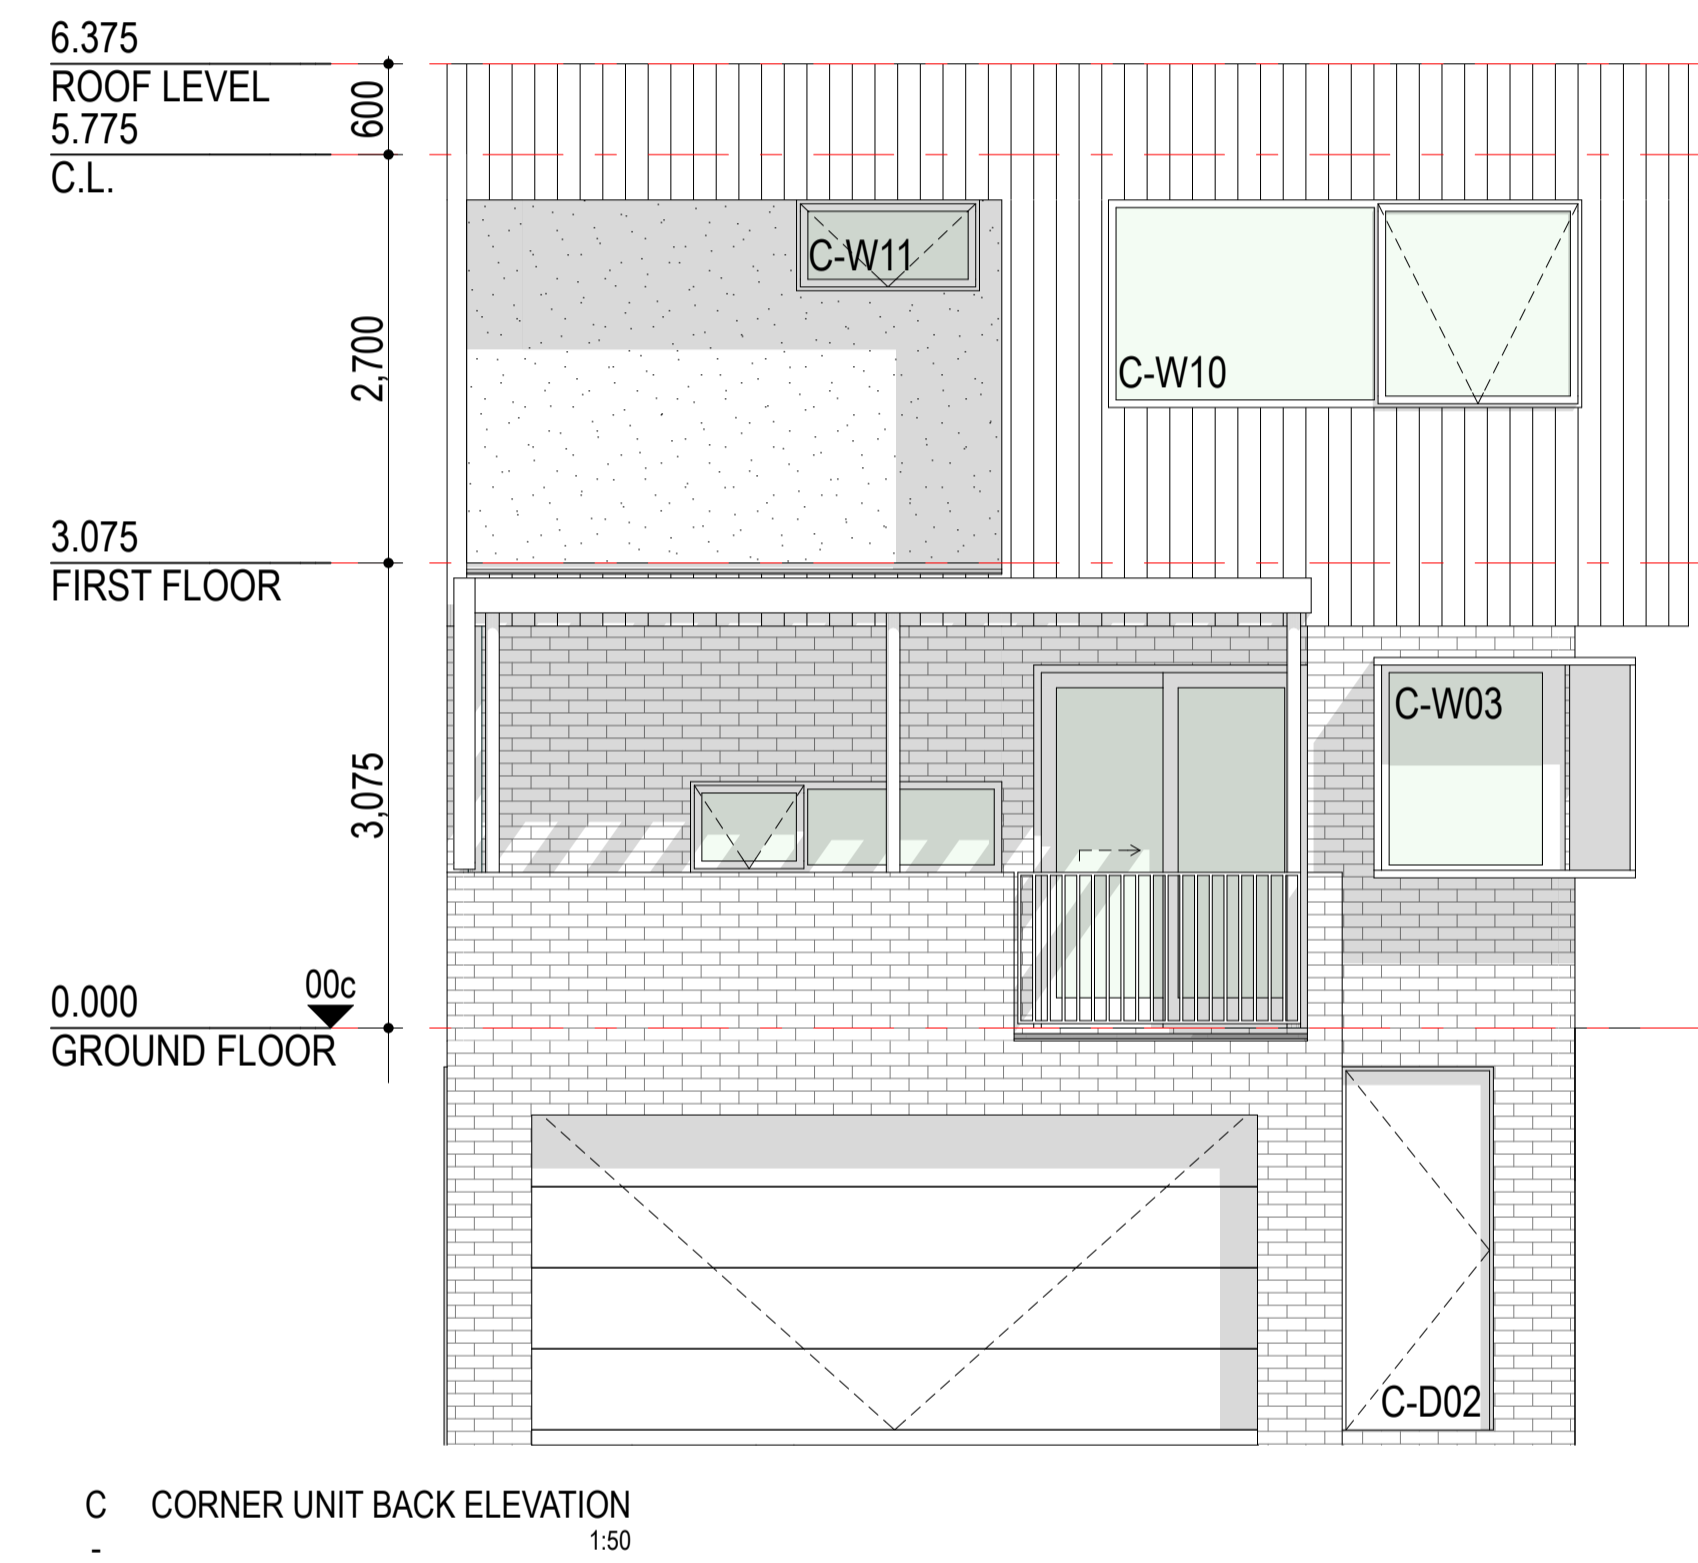 6.375
ROOF LEVEL
600
5.775
C.L.
C-W11
2,700
C-W10
3.075
FIRST FLOOR
C-W03
3,075
0.000
00c
GROUND FLOOR
C-D02
C CORNER UNIT BACK ELEVATION
- 1:50